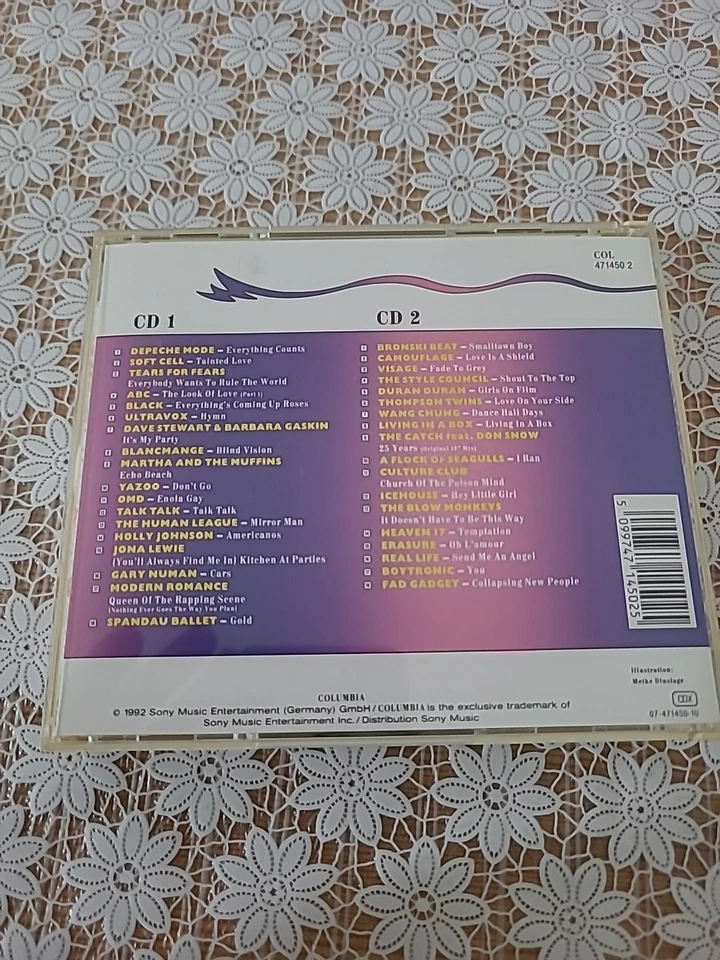 COL
471450 2
CD 1
DEPECHE MODE – Everything Counts
SOFT CELL – Tainted Love
TEARS FOR FEARS
Everybody Wants To Rule The World
ABC – The Look Of Love (Part 1)
BLACK – Everything's Coming Up Roses
ULTRAVOX – Hymn
DAVE STEWART & BARBARA GASKIN
It's My Party
BLANCMANGE – Blind Vision
MARTHA AND THE MUFFINS
Echo Beach
YAZOO – Don't Go
OMD – Enola Gay
TALK TALK – Talk Talk
THE HUMAN LEAGUE – Mirror Man
HOLLY JOHNSON – Americanos
JONA LEWIE
(You'll Always Find Me In) Kitchen At Parties
GARY NUMAN – Cars
MODERN ROMANCE
Queen Of The Rapping Scene
(Nothing Ever Goes The Way You Plan)
SPANDAU BALLET – Gold
CD 2
BRONSKI BEAT – Smalltown Boy
CAMOUFLAGE – Love Is A Shield
VISAGE – Fade To Grey
THE STYLE COUNCIL – Shout To The Top
DURAN DURAN – Girls On Film
THOMPSON TWINS – Love On Your Side
WANG CHUNG – Dance Hall Days
LIVING IN A BOX – Living In A Box
THE CATCH feat. DON SNOW
25 Years (Original 12" Mix)
A FLOCK OF SEAGULLS – I Ran
CULTURE CLUB
Church Of The Poison Mind
ICEHOUSE – Hey Little Girl
THE BLOW MONKEYS
It Doesn't Have To Be This Way
HEAVEN 17 – Temptation
ERASURE – Oh L'amour
REAL LIFE – Send Me An Angel
BOYTRONIC – You
FAD GADGET – Collapsing New People
5 099747 145025
Illustration:
Meike Dinslage
COLUMBIA
© 1992 Sony Music Entertainment (Germany) GmbH / COLUMBIA is the exclusive trademark of
Sony Music Entertainment Inc. / Distribution Sony Music
CDX
07-471450-10